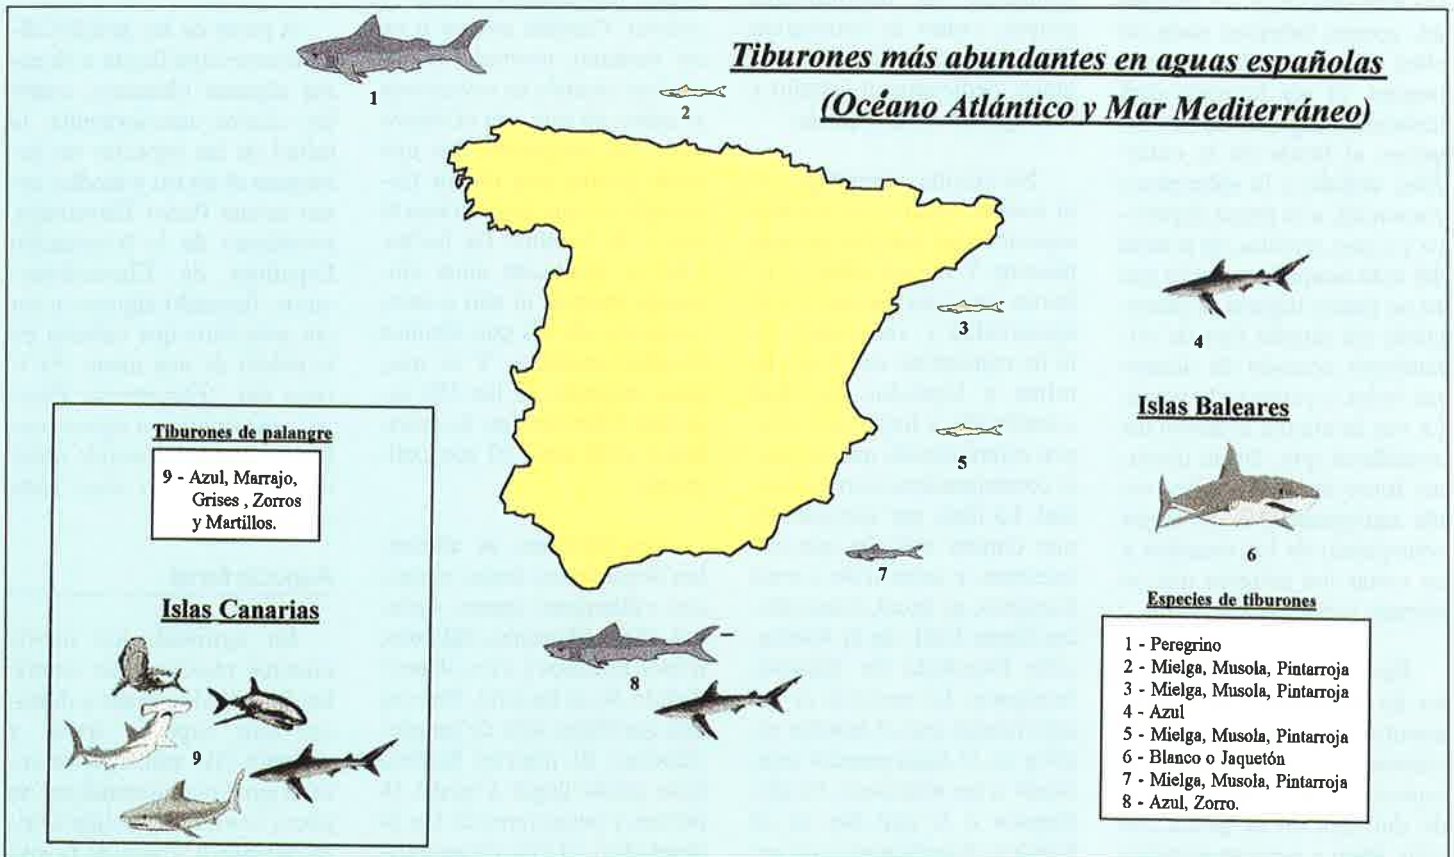 Tiburones más abundantes en aguas españolas
(Océano Atlántico y Mar Mediterráneo)
1
2
3
4
5
6
7
8
9
Tiburones de palangre
9 - Azul, Marrajo,
Grises , Zorros
y Martillos.
Islas Canarias
Islas Baleares
Especies de tiburones
1 - Peregrino
2 - Mielga, Musola, Pintarroja
3 - Mielga, Musola, Pintarroja
4 - Azul
5 - Mielga, Musola, Pintarroja
6 - Blanco o Jaquetón
7 - Mielga, Musola, Pintarroja
8 - Azul, Zorro.